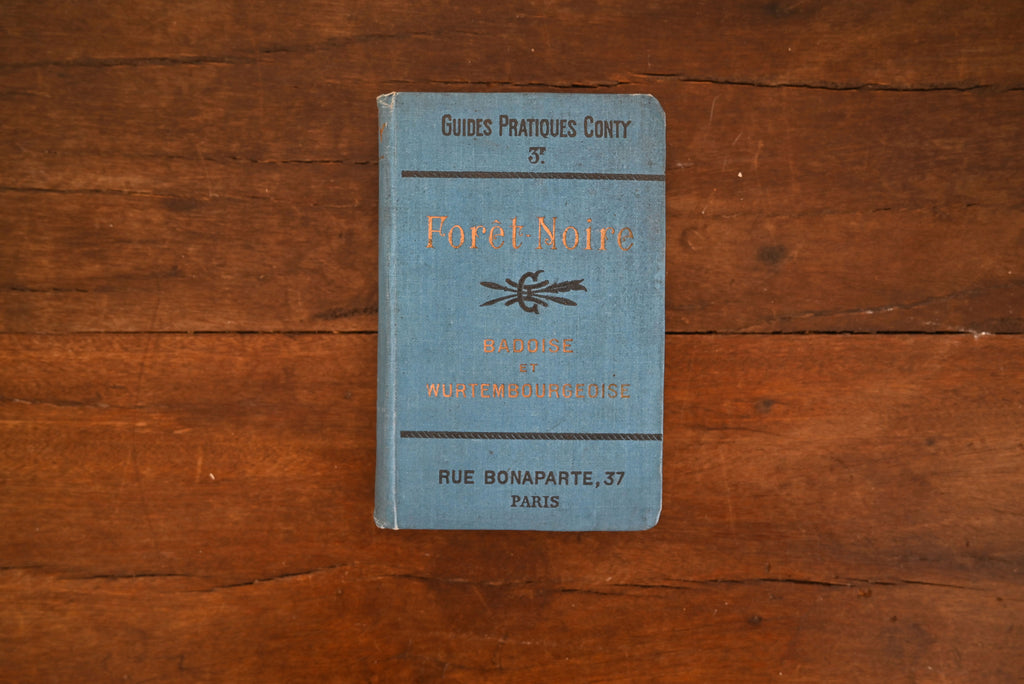 GUIDES PRATIQUES CONTY
3F.
Forêt-Noire
BADOISE
ET
WURTEMBOURGEOISE
RUE BONAPARTE, 37
PARIS